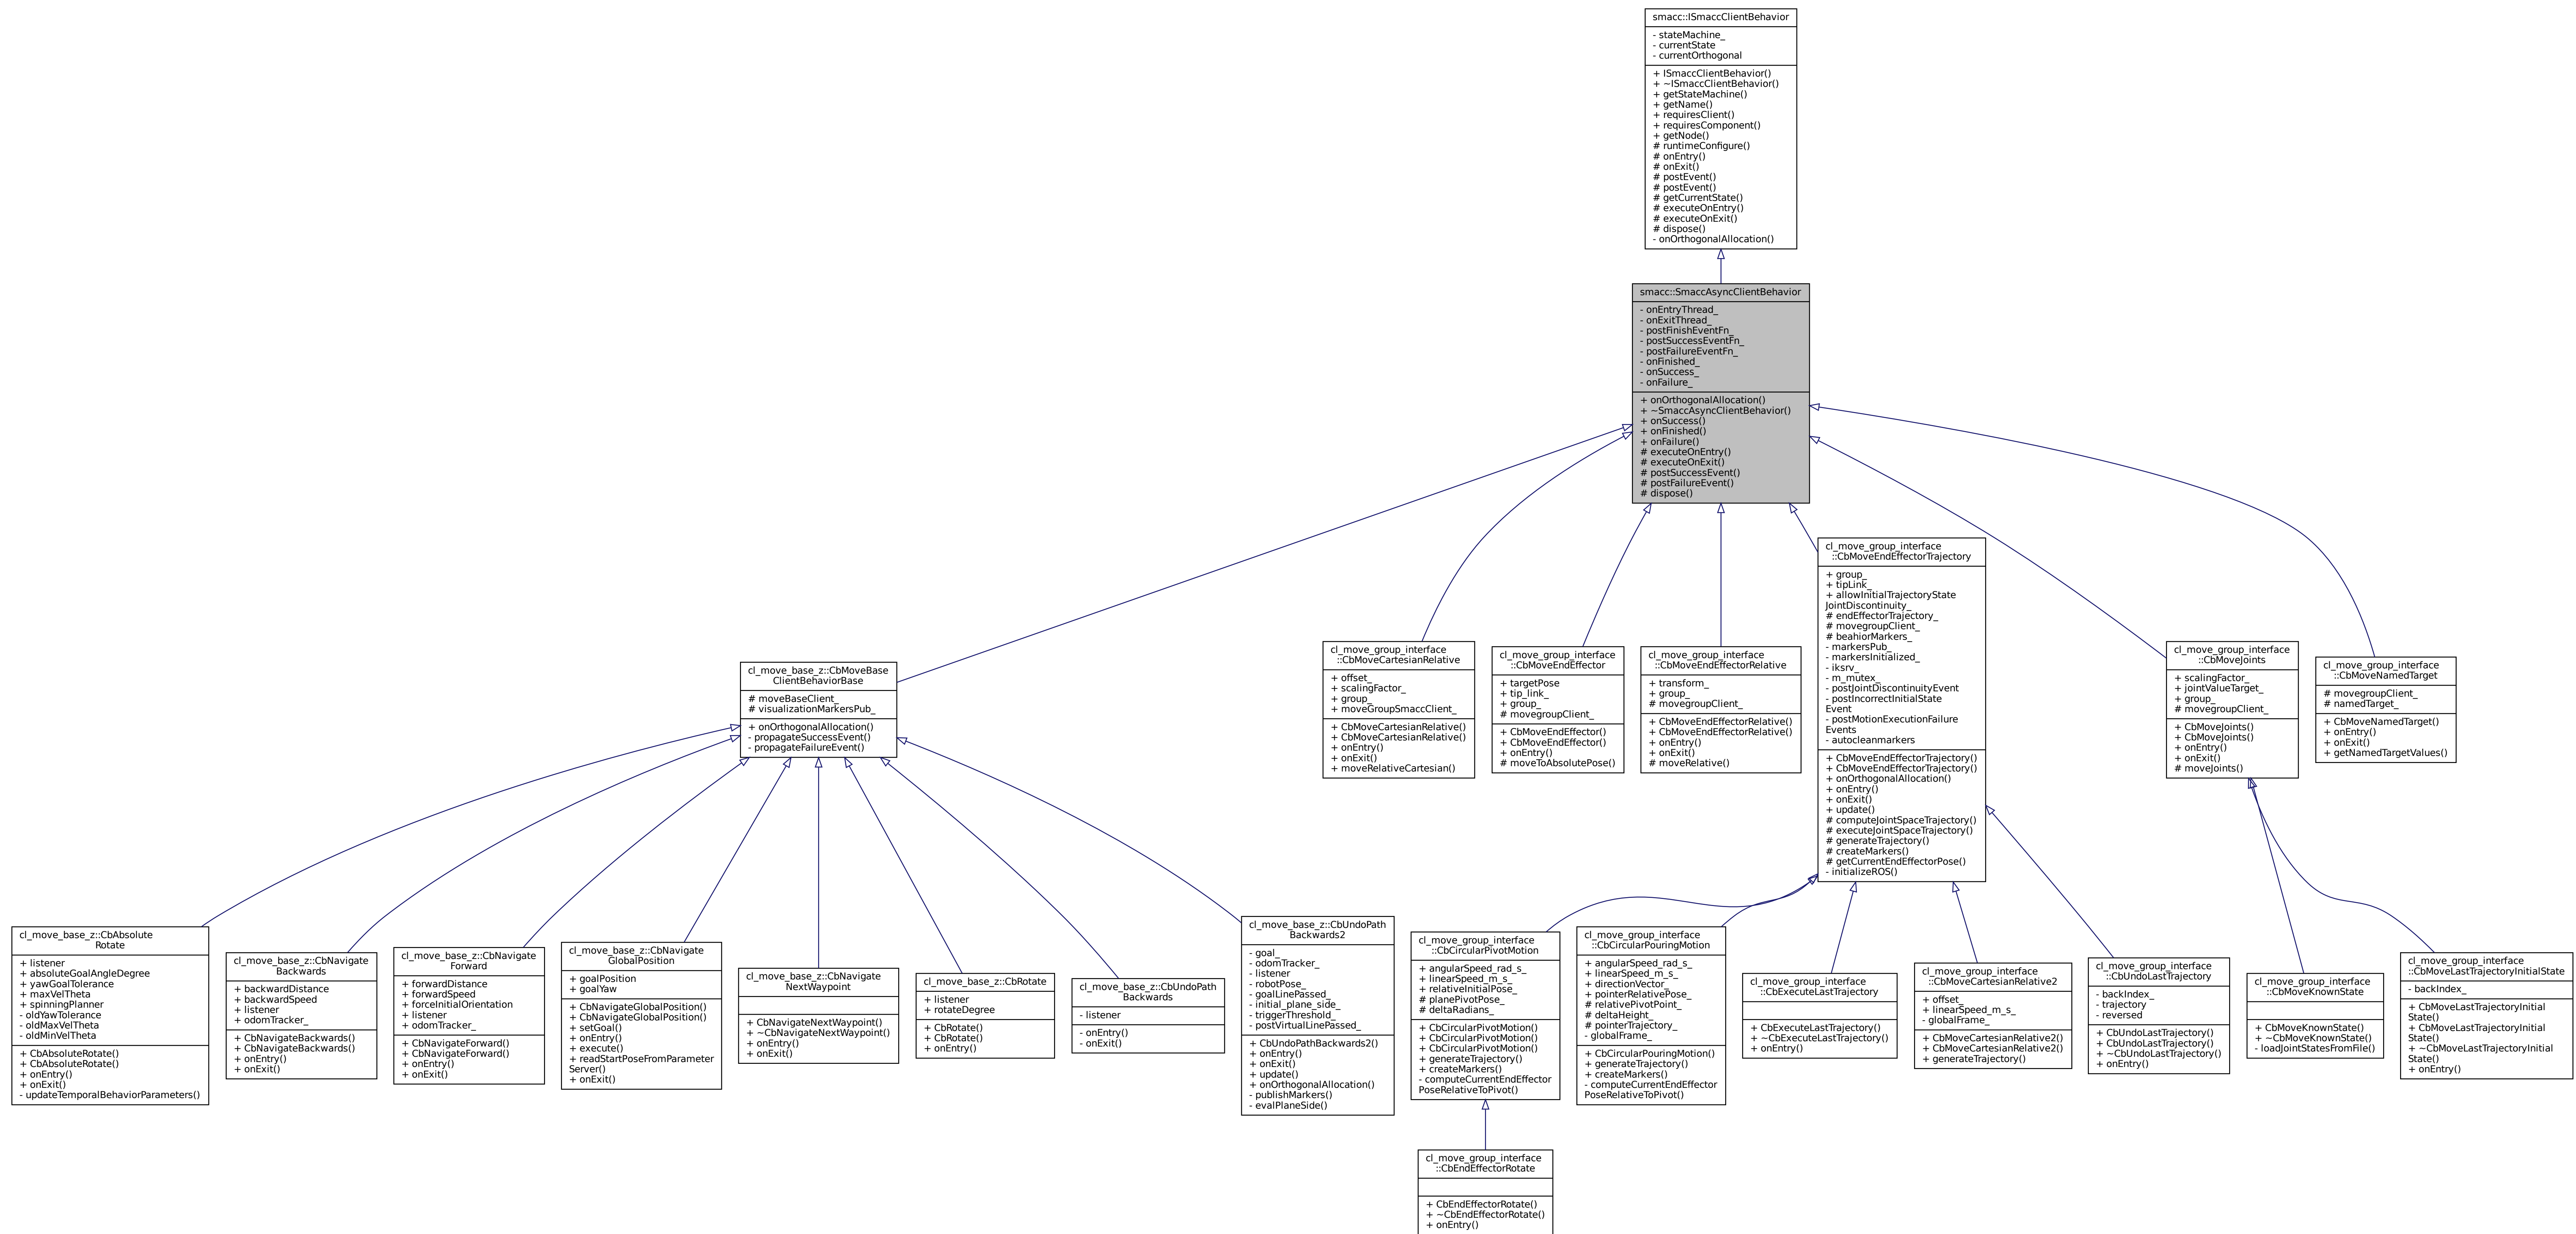 smacc::ISmaccClientBehavior
- stateMachine_
- currentState
- currentOrthogonal
+ ISmaccClientBehavior()
+ ~ISmaccClientBehavior()
+ getStateMachine()
+ getName()
+ requiresClient()
+ requiresComponent()
+ getNode()
# runtimeConfigure()
# onEntry()
# onExit()
# postEvent()
# postEvent()
# getCurrentState()
# executeOnEntry()
# executeOnExit()
# dispose()
- onOrthogonalAllocation()
smacc::SmaccAsyncClientBehavior
- onEntryThread_
- onExitThread_
- postFinishEventFn_
- postSuccessEventFn_
- postFailureEventFn_
- onFinished_
- onSuccess_
- onFailure_
+ onOrthogonalAllocation()
+ ~SmaccAsyncClientBehavior()
+ onSuccess()
+ onFinished()
+ onFailure()
# executeOnEntry()
# executeOnExit()
# postSuccessEvent()
# postFailureEvent()
# dispose()
cl_move_base_z::CbMoveBase
ClientBehaviorBase
# moveBaseClient_
# visualizationMarkersPub_
+ onOrthogonalAllocation()
- propagateSuccessEvent()
- propagateFailureEvent()
cl_move_group_interface
::CbMoveCartesianRelative
+ offset_
+ scalingFactor_
+ group_
+ moveGroupSmaccClient_
+ CbMoveCartesianRelative()
+ CbMoveCartesianRelative()
+ onEntry()
+ onExit()
+ moveRelativeCartesian()
cl_move_group_interface
::CbMoveEndEffector
+ targetPose
+ tip_link_
+ group_
# movegroupClient_
+ CbMoveEndEffector()
+ CbMoveEndEffector()
+ onEntry()
# moveToAbsolutePose()
cl_move_group_interface
::CbMoveEndEffectorRelative
+ transform_
+ group_
# movegroupClient_
+ CbMoveEndEffectorRelative()
+ CbMoveEndEffectorRelative()
+ onEntry()
+ onExit()
# moveRelative()
cl_move_group_interface
::CbMoveEndEffectorTrajectory
+ group_
+ tipLink_
+ allowInitialTrajectoryState
JointDiscontinuity_
# endEffectorTrajectory_
# movegroupClient_
# beahiorMarkers_
- markersPub_
- markersInitialized_
- iksrv_
- m_mutex_
- postJointDiscontinuityEvent
- postIncorrectInitialState
Event
- postMotionExecutionFailure
Events
- autocleanmarkers
+ CbMoveEndEffectorTrajectory()
+ CbMoveEndEffectorTrajectory()
+ onOrthogonalAllocation()
+ onEntry()
+ onExit()
+ update()
# computeJointSpaceTrajectory()
# executeJointSpaceTrajectory()
# generateTrajectory()
# createMarkers()
# getCurrentEndEffectorPose()
- initializeROS()
cl_move_group_interface
::CbMoveJoints
+ scalingFactor_
+ jointValueTarget_
+ group_
# movegroupClient_
+ CbMoveJoints()
+ CbMoveJoints()
+ onEntry()
+ onExit()
# moveJoints()
cl_move_group_interface
::CbMoveNamedTarget
# movegroupClient_
# namedTarget_
+ CbMoveNamedTarget()
+ onEntry()
+ onExit()
+ getNamedTargetValues()
cl_move_base_z::CbAbsolute
Rotate
+ listener
+ absoluteGoalAngleDegree
+ yawGoalTolerance
+ maxVelTheta
+ spinningPlanner
- oldYawTolerance
- oldMaxVelTheta
- oldMinVelTheta
+ CbAbsoluteRotate()
+ CbAbsoluteRotate()
+ onEntry()
+ onExit()
- updateTemporalBehaviorParameters()
cl_move_base_z::CbNavigate
Backwards
+ backwardDistance
+ backwardSpeed
+ listener
+ odomTracker_
+ CbNavigateBackwards()
+ CbNavigateBackwards()
+ onEntry()
+ onExit()
cl_move_base_z::CbNavigate
Forward
+ forwardDistance
+ forwardSpeed
+ forceInitialOrientation
+ listener
+ odomTracker_
+ CbNavigateForward()
+ CbNavigateForward()
+ onEntry()
+ onExit()
cl_move_base_z::CbNavigate
GlobalPosition
+ goalPosition
+ goalYaw
+ CbNavigateGlobalPosition()
+ CbNavigateGlobalPosition()
+ setGoal()
+ onEntry()
+ execute()
+ readStartPoseFromParameter
Server()
+ onExit()
cl_move_base_z::CbNavigate
NextWaypoint
+ CbNavigateNextWaypoint()
+ ~CbNavigateNextWaypoint()
+ onEntry()
+ onExit()
cl_move_base_z::CbRotate
+ listener
+ rotateDegree
+ CbRotate()
+ CbRotate()
+ onEntry()
cl_move_base_z::CbUndoPath
Backwards
- listener
- onEntry()
- onExit()
cl_move_base_z::CbUndoPath
Backwards2
- goal_
- odomTracker_
- listener
- robotPose_
- goalLinePassed_
- initial_plane_side_
- triggerThreshold_
- postVirtualLinePassed_
+ CbUndoPathBackwards2()
+ onEntry()
+ onExit()
+ update()
+ onOrthogonalAllocation()
- publishMarkers()
- evalPlaneSide()
cl_move_group_interface
::CbCircularPivotMotion
+ angularSpeed_rad_s_
+ linearSpeed_m_s_
+ relativeInitialPose_
# planePivotPose_
# deltaRadians_
+ CbCircularPivotMotion()
+ CbCircularPivotMotion()
+ CbCircularPivotMotion()
+ generateTrajectory()
+ createMarkers()
- computeCurrentEndEffector
PoseRelativeToPivot()
cl_move_group_interface
::CbCircularPouringMotion
+ angularSpeed_rad_s_
+ linearSpeed_m_s_
+ directionVector_
+ pointerRelativePose_
# relativePivotPoint_
# deltaHeight_
# pointerTrajectory_
- globalFrame_
+ CbCircularPouringMotion()
+ generateTrajectory()
+ createMarkers()
- computeCurrentEndEffector
PoseRelativeToPivot()
cl_move_group_interface
::CbExecuteLastTrajectory
+ CbExecuteLastTrajectory()
+ ~CbExecuteLastTrajectory()
+ onEntry()
cl_move_group_interface
::CbMoveCartesianRelative2
+ offset_
+ linearSpeed_m_s_
- globalFrame_
+ CbMoveCartesianRelative2()
+ CbMoveCartesianRelative2()
+ generateTrajectory()
cl_move_group_interface
::CbUndoLastTrajectory
- backIndex_
- trajectory
- reversed
+ CbUndoLastTrajectory()
+ CbUndoLastTrajectory()
+ ~CbUndoLastTrajectory()
+ onEntry()
cl_move_group_interface
::CbMoveKnownState
+ CbMoveKnownState()
+ ~CbMoveKnownState()
- loadJointStatesFromFile()
cl_move_group_interface
::CbMoveLastTrajectoryInitialState
- backIndex_
+ CbMoveLastTrajectoryInitial
State()
+ CbMoveLastTrajectoryInitial
State()
+ ~CbMoveLastTrajectoryInitial
State()
+ onEntry()
cl_move_group_interface
::CbEndEffectorRotate
+ CbEndEffectorRotate()
+ ~CbEndEffectorRotate()
+ onEntry()